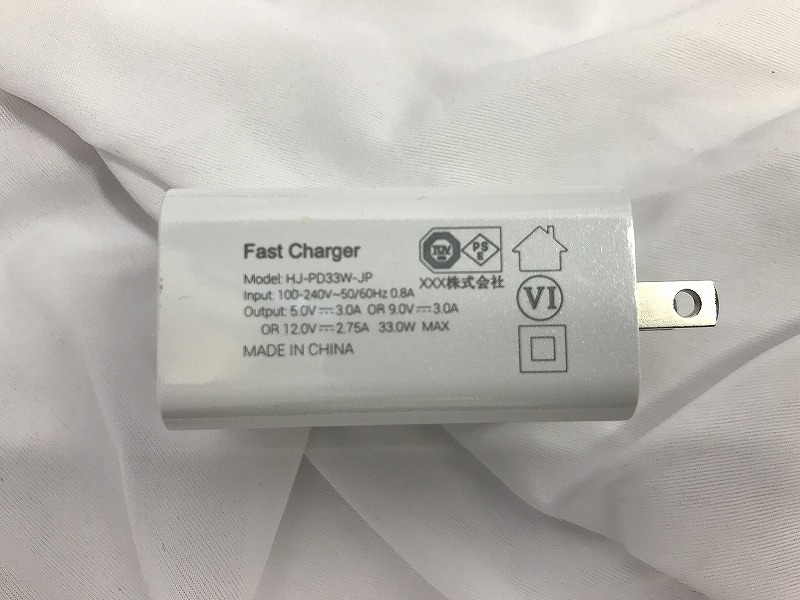 Fast Charger
Model: HJ-PD33W-JP
Input: 100-240V~50/60Hz 0.8A
Output: 5.0V⎓3.0A OR 9.0V⎓3.0A
OR 12.0V⎓2.75A 33.0W MAX
MADE IN CHINA
TÜV
PS
E
XXX株式会社
VI